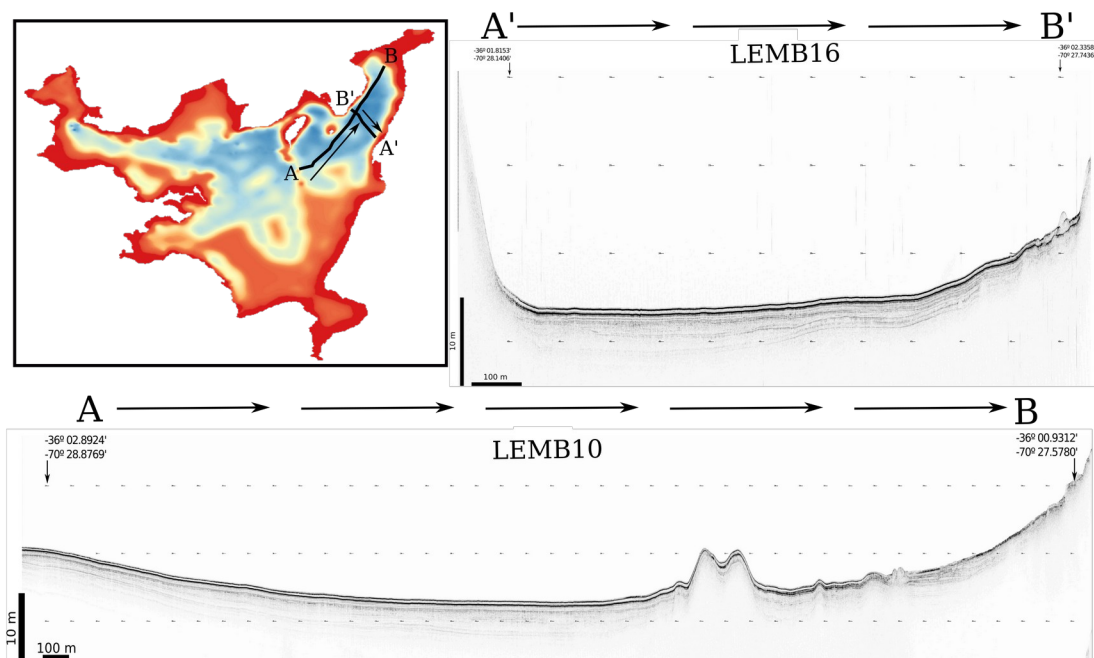 A'
B'
LEMB16
-36º 01.8153'
-70º 28.1406'
-36º 02.3358'
-70º 27.7436'
B
B'
A'
A
10 m
100 m
A
B
LEMB10
-36º 02.8924'
-70º 28.8769'
-36º 00.9312'
-70º 27.5780'
10 m
100 m